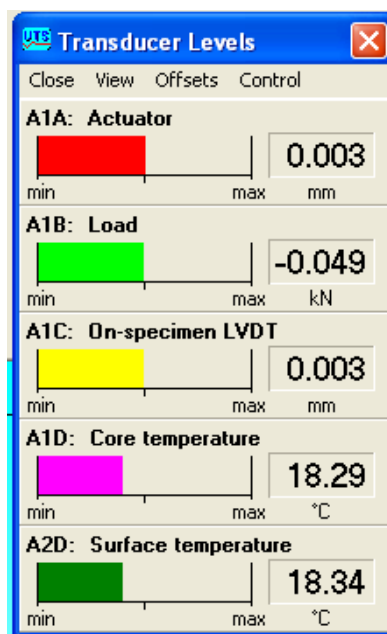 UTS Transducer Levels
Close View Offsets Control
A1A: Actuator
0.003
min max mm
A1B: Load
-0.049
min max kN
A1C: On-specimen LVDT
0.003
min max mm
A1D: Core temperature
18.29
min max °C
A2D: Surface temperature
18.34
min max °C